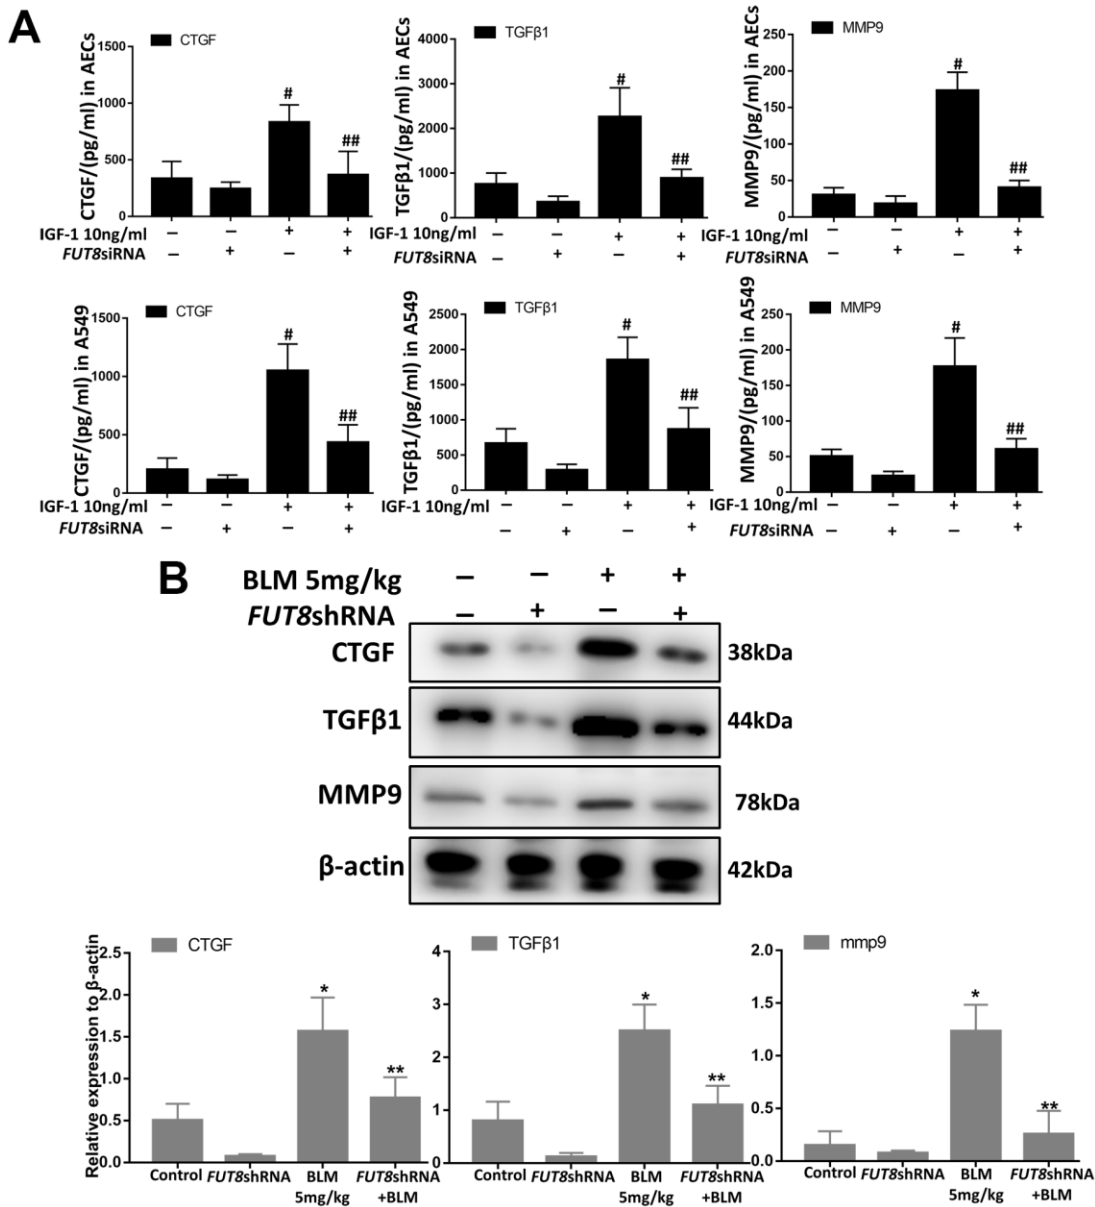 A
CTGF
CTGF/(pg/ml) in AECs
1500
1000
500
0
# ##
IGF-1 10ng/ml – – + +
FUT8siRNA – + – +
TGFβ1
TGFβ1/(pg/ml) in AECs
4000
3000
2000
1000
0
# ##
IGF-1 10ng/ml – – + +
FUT8siRNA – + – +
MMP9
MMP9/(pg/ml) in AECs
250
200
150
100
50
0
# ##
IGF-1 10ng/ml – – + +
FUT8siRNA – + – +
CTGF
CTGF/(pg/ml) in A549
1500
1000
500
0
# ##
IGF-1 10ng/ml – – + +
FUT8siRNA – + – +
TGFβ1
TGFβ1/(pg/ml) in A549
2500
2000
1500
1000
500
0
# ##
IGF-1 10ng/ml – – + +
– + – +
MMP9
MMP9/(pg/ml) in A549
250
200
150
100
50
0
# ##
IGF-1 10ng/ml – – + +
FUT8siRNA – + – +
B
BLM 5mg/kg – – + +
FUT8shRNA – + – +
CTGF 38kDa
TGFβ1 44kDa
MMP9 78kDa
β-actin 42kDa
CTGF
Relative expression to β-actin
2.5
2.0
1.5
1.0
0.5
0.0
* **
Control FUT8shRNA BLM FUT8shRNA
5mg/kg +BLM
TGFβ1
4
3
2
1
0
* **
Control FUT8shRNA BLM FUT8shRNA
5mg/kg +BLM
mmp9
2.0
1.5
1.0
0.5
0.0
* **
Control FUT8shRNA BLM FUT8shRNA
5mg/kg +BLM